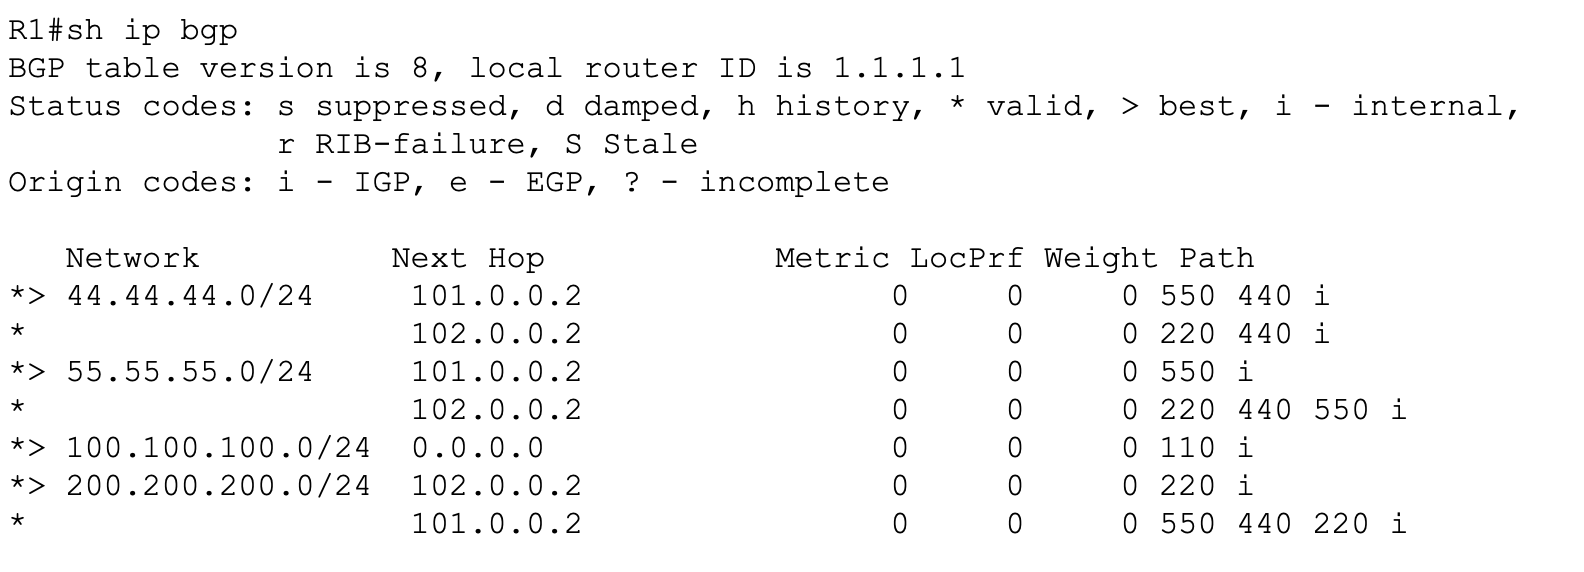 R1#sh ip bgp
BGP table version is 8, local router ID is 1.1.1.1
Status codes: s suppressed, d damped, h history, * valid, > best, i - internal,
              r RIB-failure, S Stale
Origin codes: i - IGP, e - EGP, ? - incomplete

   Network          Next Hop            Metric LocPrf Weight Path
*> 44.44.44.0/24     101.0.0.2                0     0     0 550 440 i
*                    102.0.0.2                0     0     0 220 440 i
*> 55.55.55.0/24     101.0.0.2                0     0     0 550 i
*                    102.0.0.2                0     0     0 220 440 550 i
*> 100.100.100.0/24  0.0.0.0                  0     0     0 110 i
*> 200.200.200.0/24  102.0.0.2                0     0     0 220 i
*                    101.0.0.2                0     0     0 550 440 220 i